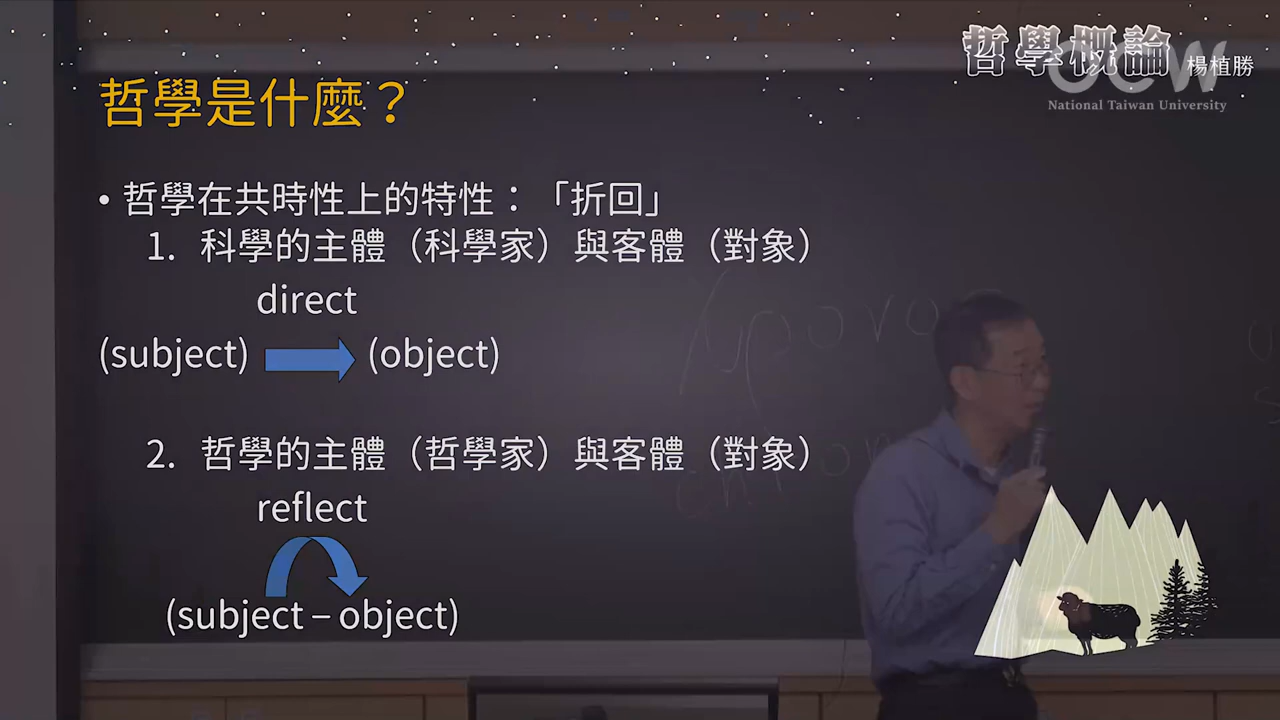 哲學概論 楊植勝
OCW
National Taiwan University
哲學是什麼？
• 哲學在共時性上的特性：「折回」
1. 科學的主體（科學家）與客體（對象）
direct
(subject) (object)
2. 哲學的主體（哲學家）與客體（對象）
reflect
(subject – object)